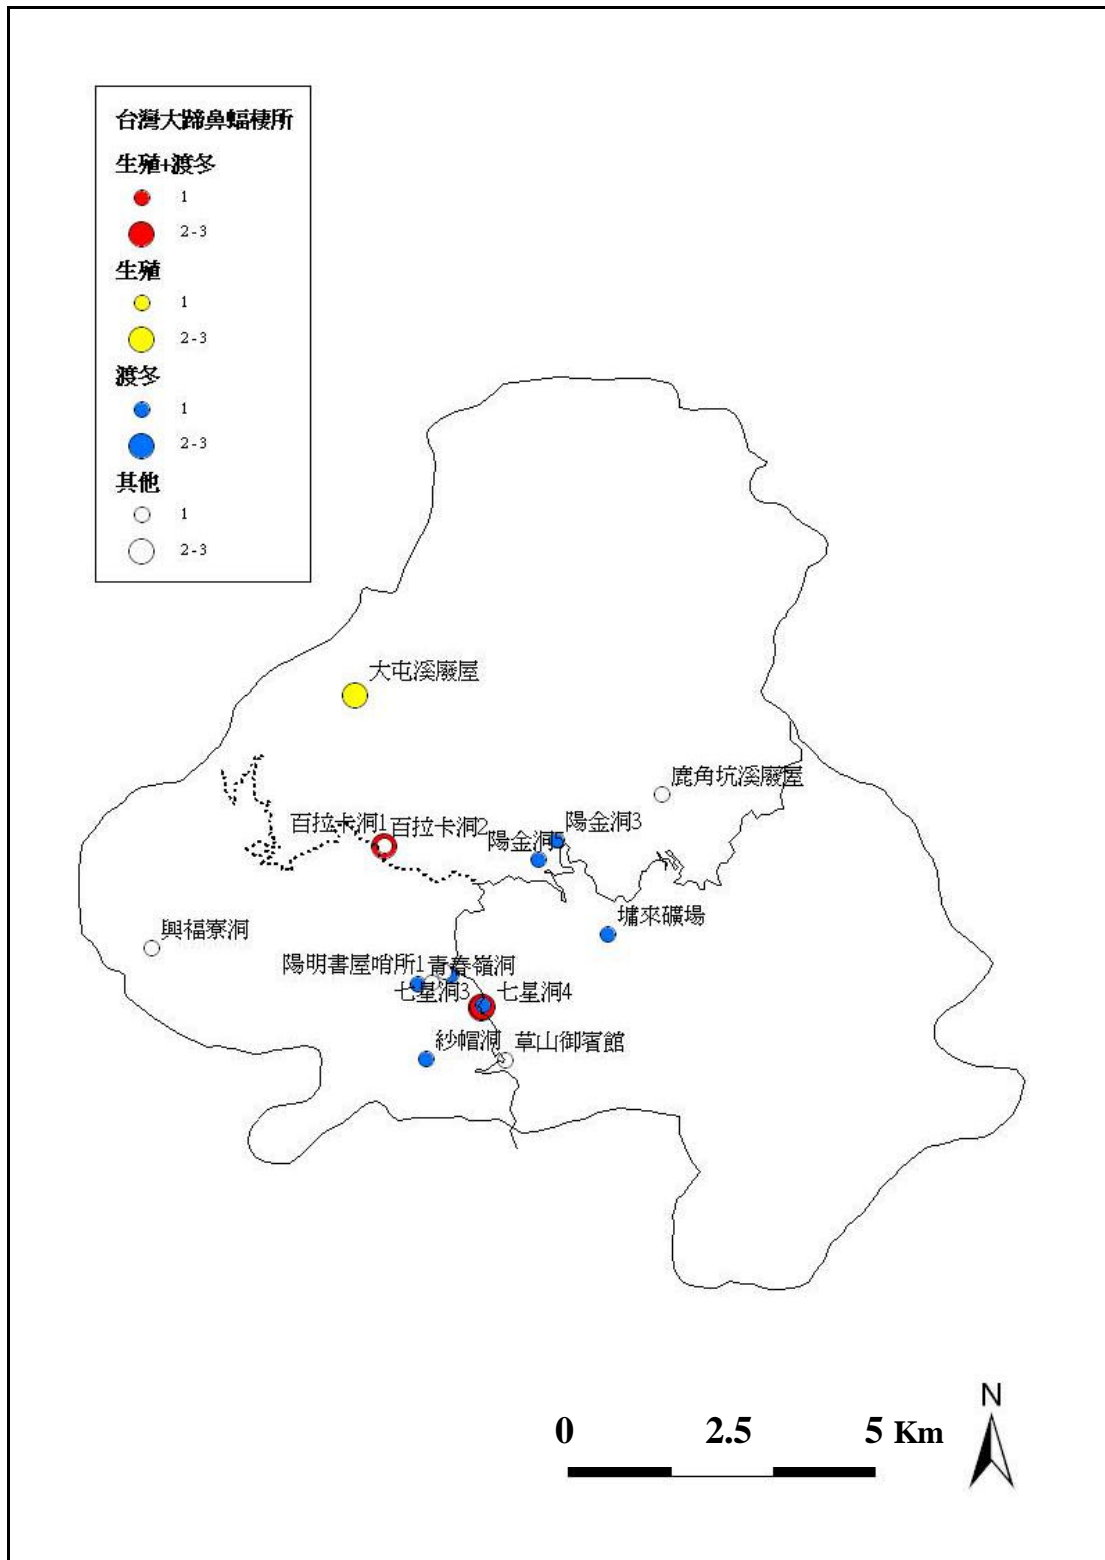 台灣大蹄鼻蝠棲所
生殖+渡冬
1
2-3
生殖
1
2-3
渡冬
1
2-3
其他
1
2-3
大屯溪廢屋
鹿角坑溪廢屋
百拉卡洞1
百拉卡洞2
陽金洞3
陽金洞5
墉來礦場
興福寮洞
陽明書屋哨所1
青春嶺洞
七星洞3
七星洞4
紗帽洞
草山御賓館
0 2.5 5 Km
N